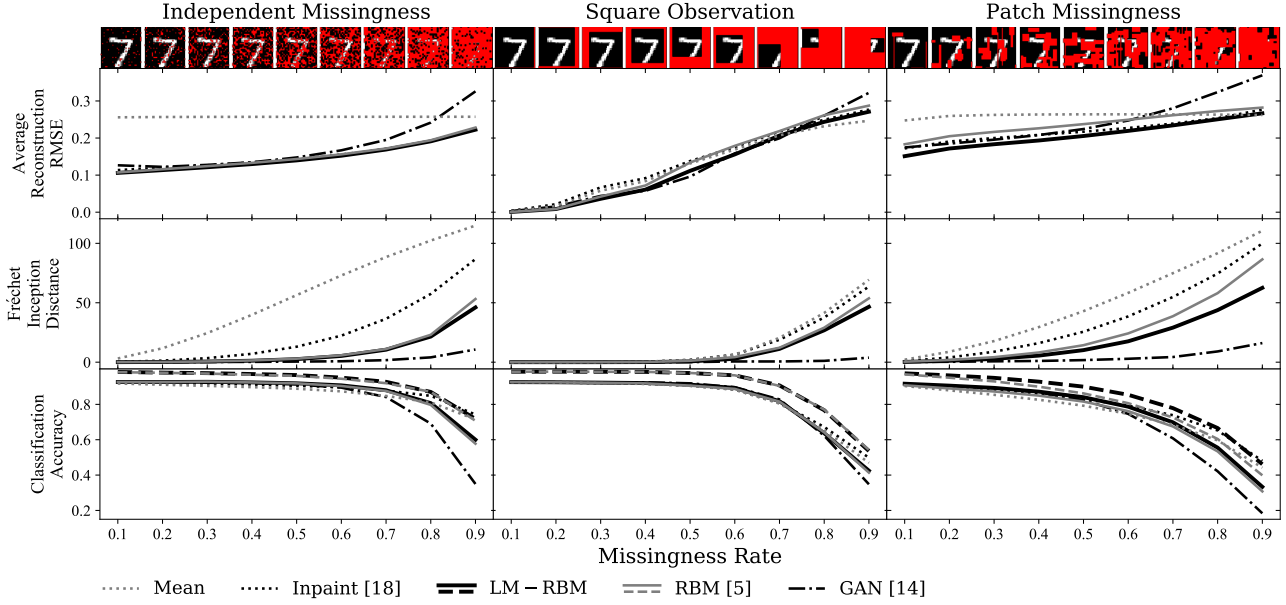 Independent Missingness
Square Observation
Patch Missingness
Average
Reconstruction
RMSE
0.3
0.2
0.1
0.0
Fréchet
Inception
Disctance
100
50
0
Classification
Accuracy
0.8
0.6
0.4
0.2
0.1 0.2 0.3 0.4 0.5 0.6 0.7 0.8 0.9
0.1 0.2 0.3 0.4 0.5 0.6 0.7 0.8 0.9
0.1 0.2 0.3 0.4 0.5 0.6 0.7 0.8 0.9
Missingness Rate
Mean
Inpaint [18]
LM − RBM
RBM [5]
GAN [14]